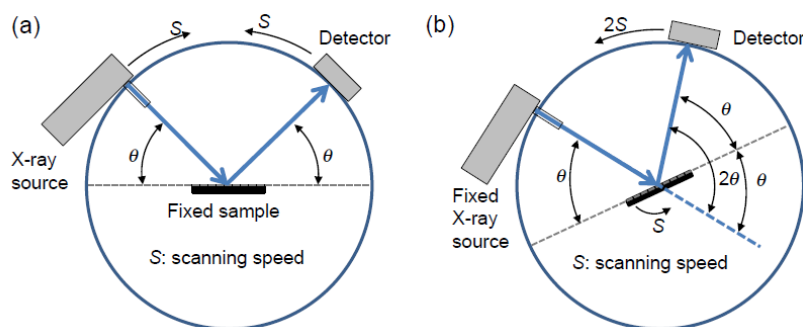 (a)
S
S
Detector
X-ray
source
θ
θ
Fixed sample
S: scanning speed
(b)
2S
Detector
θ
θ
2θ
θ
Fixed
X-ray
source
S
S: scanning speed